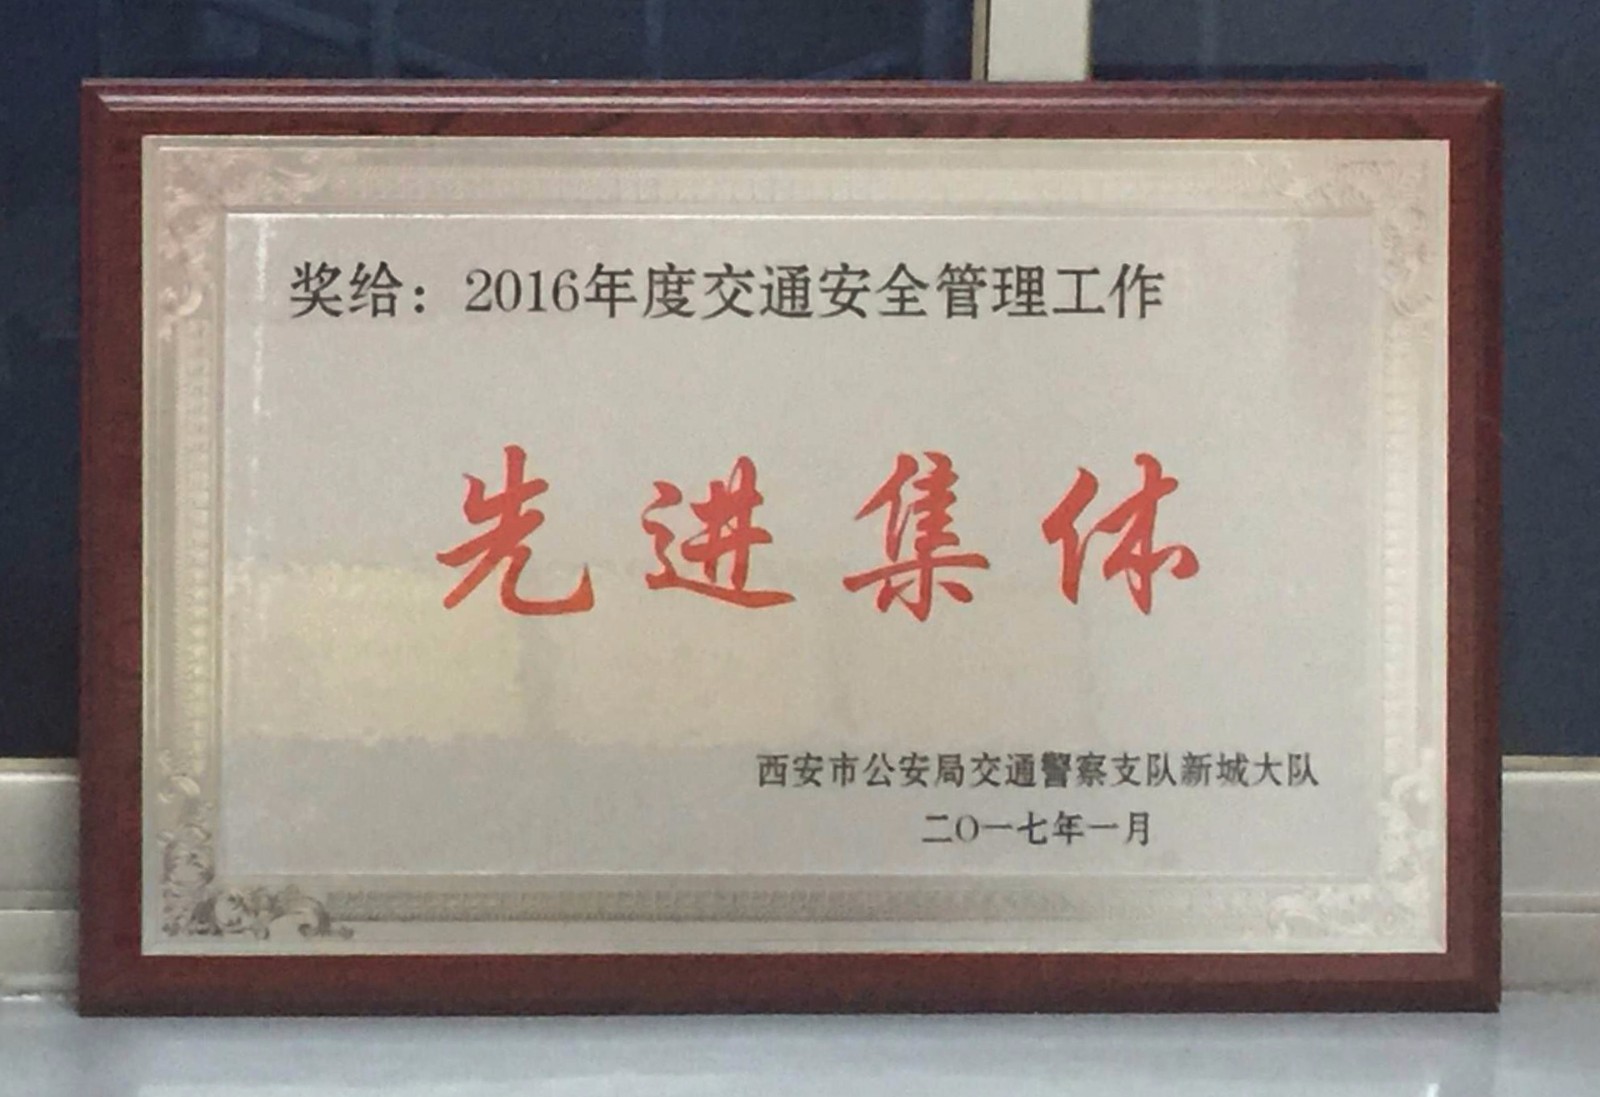 奖给：2016年度交通安全管理工作
先进集体
西安市公安局交通警察支队新城大队
二〇一七年一月